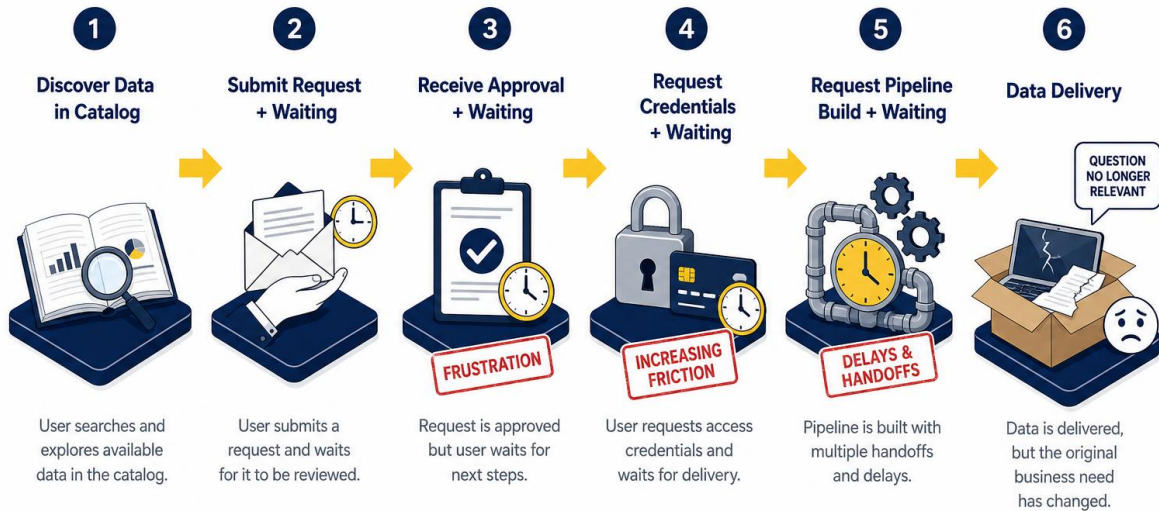 1
Discover Data
in Catalog
User searches and
explores available
data in the catalog.
2
Submit Request
+ Waiting
User submits a
request and waits
for it to be reviewed.
3
Receive Approval
+ Waiting
FRUSTRATION
Request is approved
but user waits for
next steps.
4
Request
Credentials
+ Waiting
INCREASING
FRICTION
User requests access
credentials and
waits for delivery.
5
Request Pipeline
Build + Waiting
DELAYS &
HANDOFFS
Pipeline is built with
multiple handoffs
and delays.
6
Data Delivery
QUESTION
NO LONGER
RELEVANT
Data is delivered,
but the original
business need
has changed.